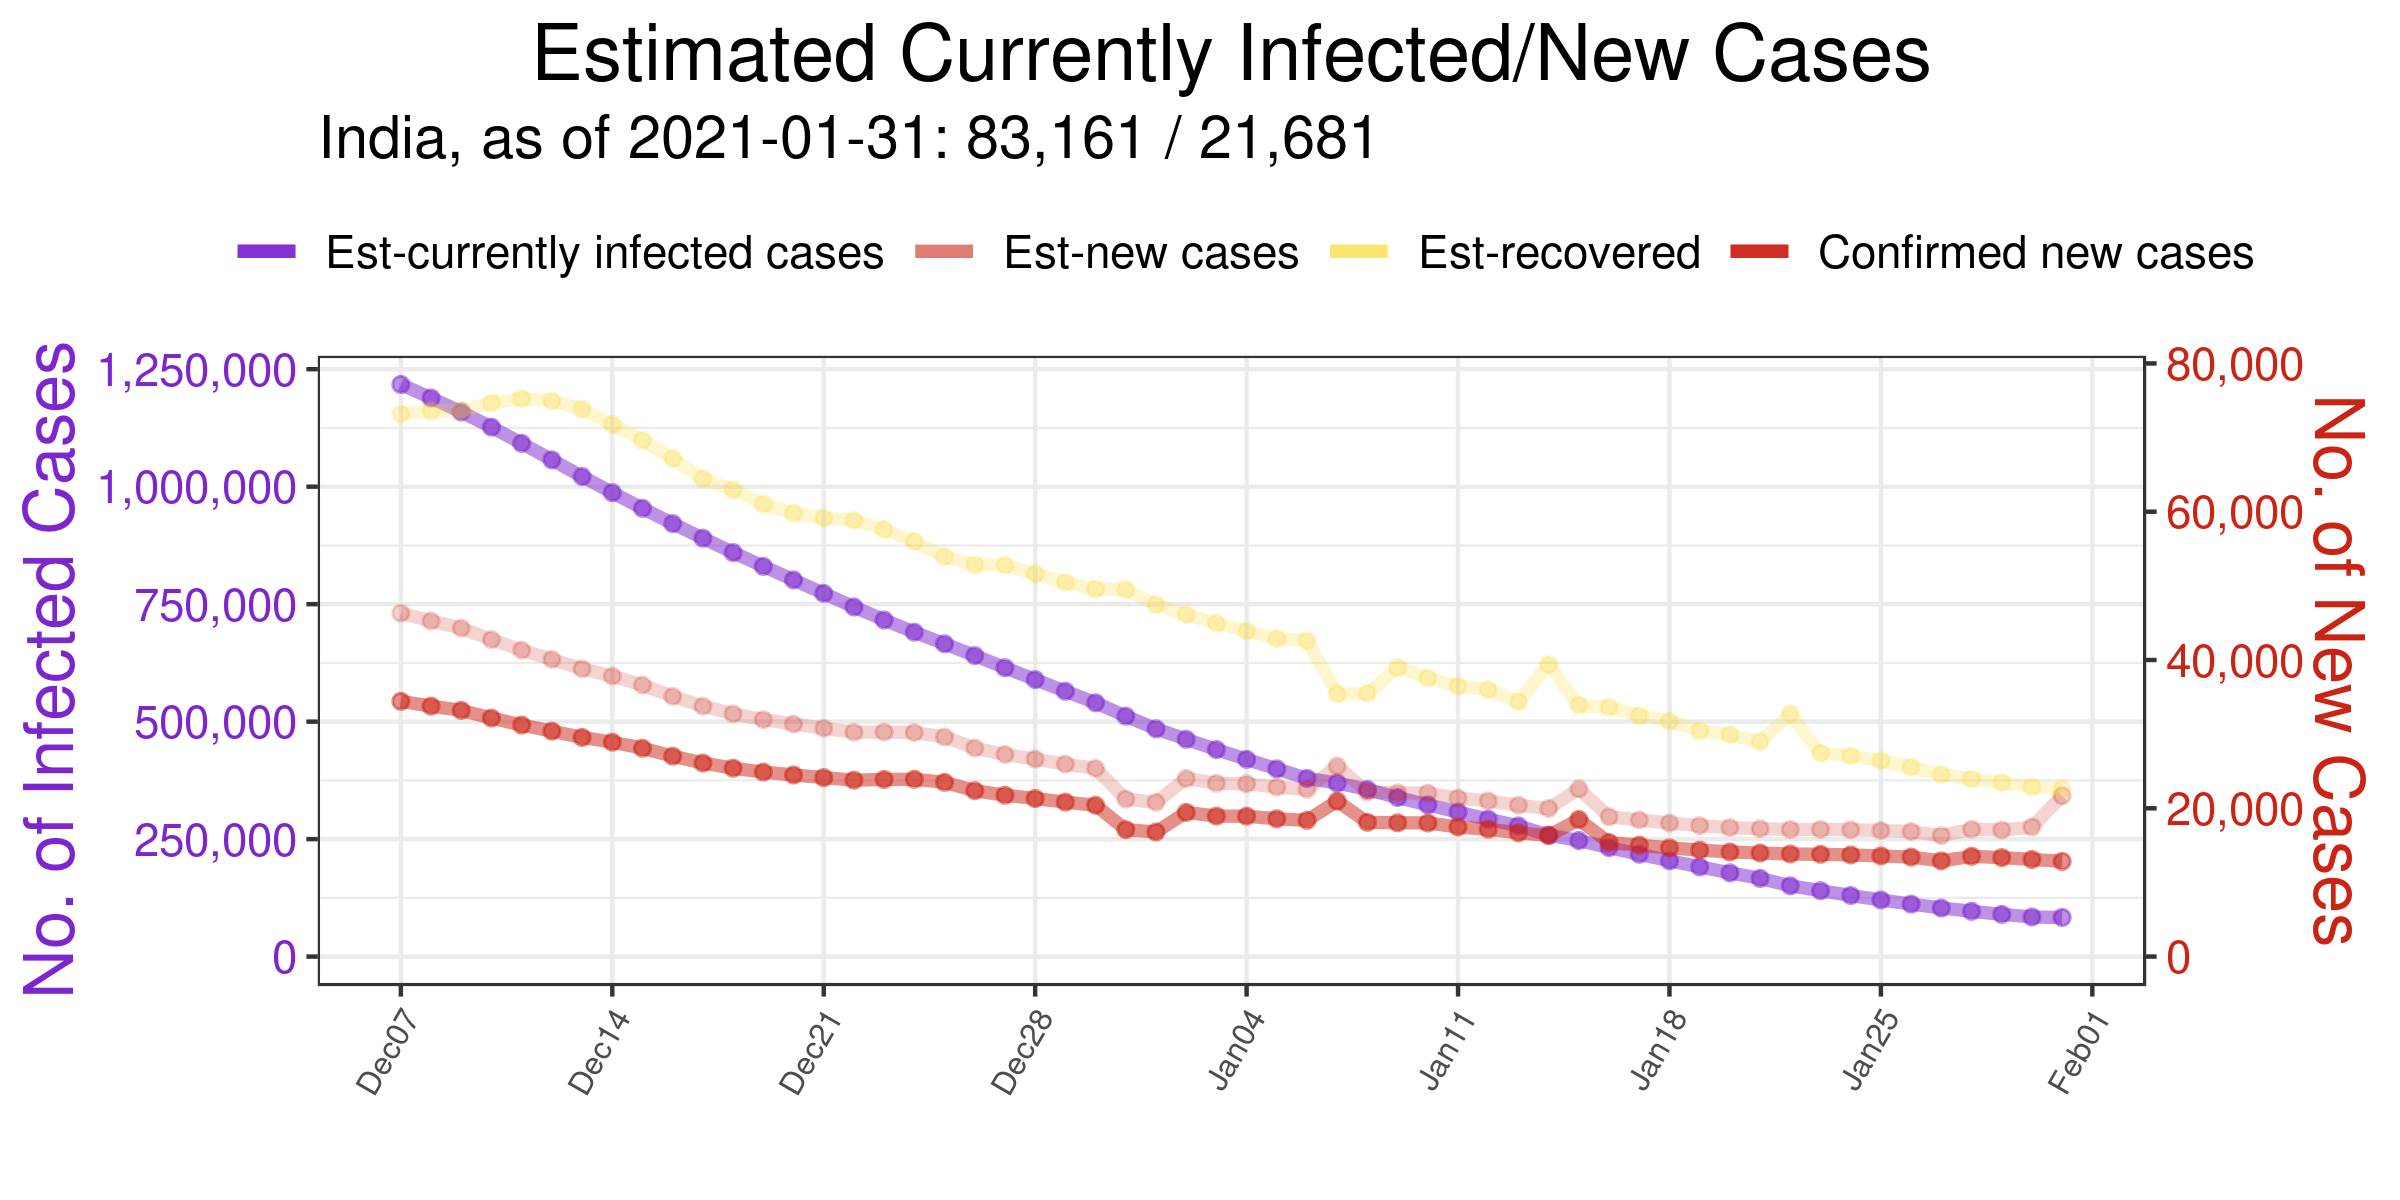 Estimated Currently Infected/New Cases
India, as of 2021-01-31: 83,161 / 21,681
Est-currently infected cases Est-new cases Est-recovered Confirmed new cases
No. of Infected Cases
1,250,000
1,000,000
750,000
500,000
250,000
0
80,000
60,000
40,000
20,000
0
No. of New Cases
Dec07 Dec14 Dec21 Dec28 Jan04 Jan11 Jan18 Jan25 Feb01